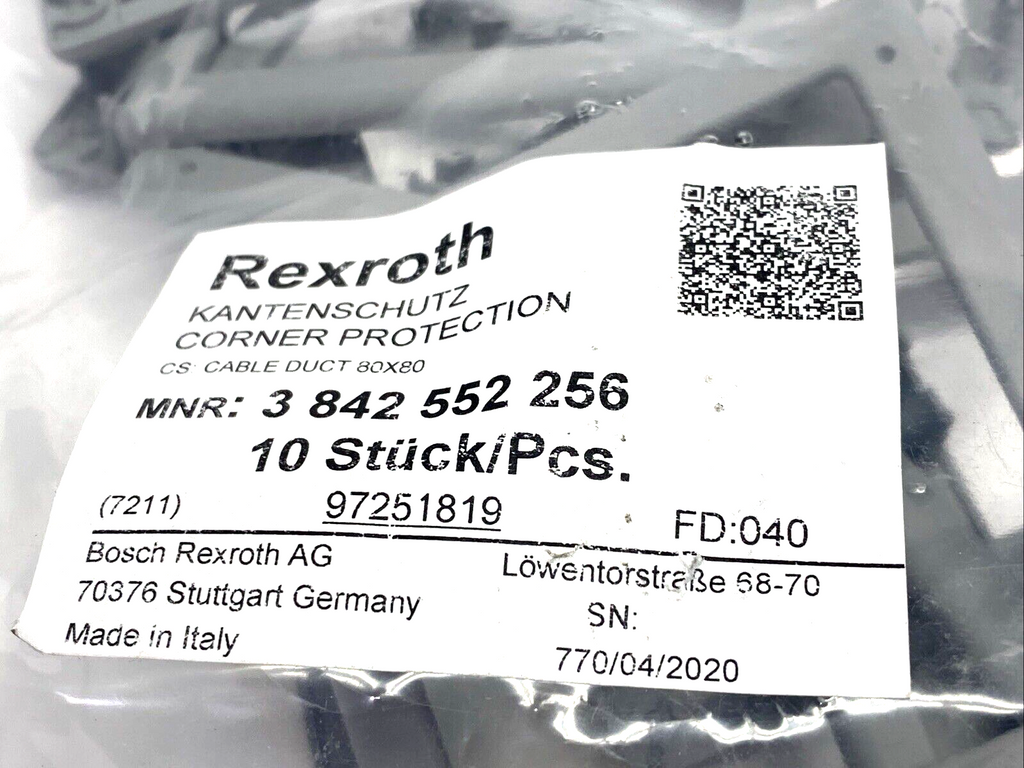 Rexroth
KANTENSCHUTZ
CORNER PROTECTION
CS: CABLE DUCT 80X80
MNR: 3 842 552 256
10 Stück/Pcs.
(7211) 97251819 FD:040
Bosch Rexroth AG Löwentorstraße 68-70
70376 Stuttgart Germany SN:
Made in Italy 770/04/2020